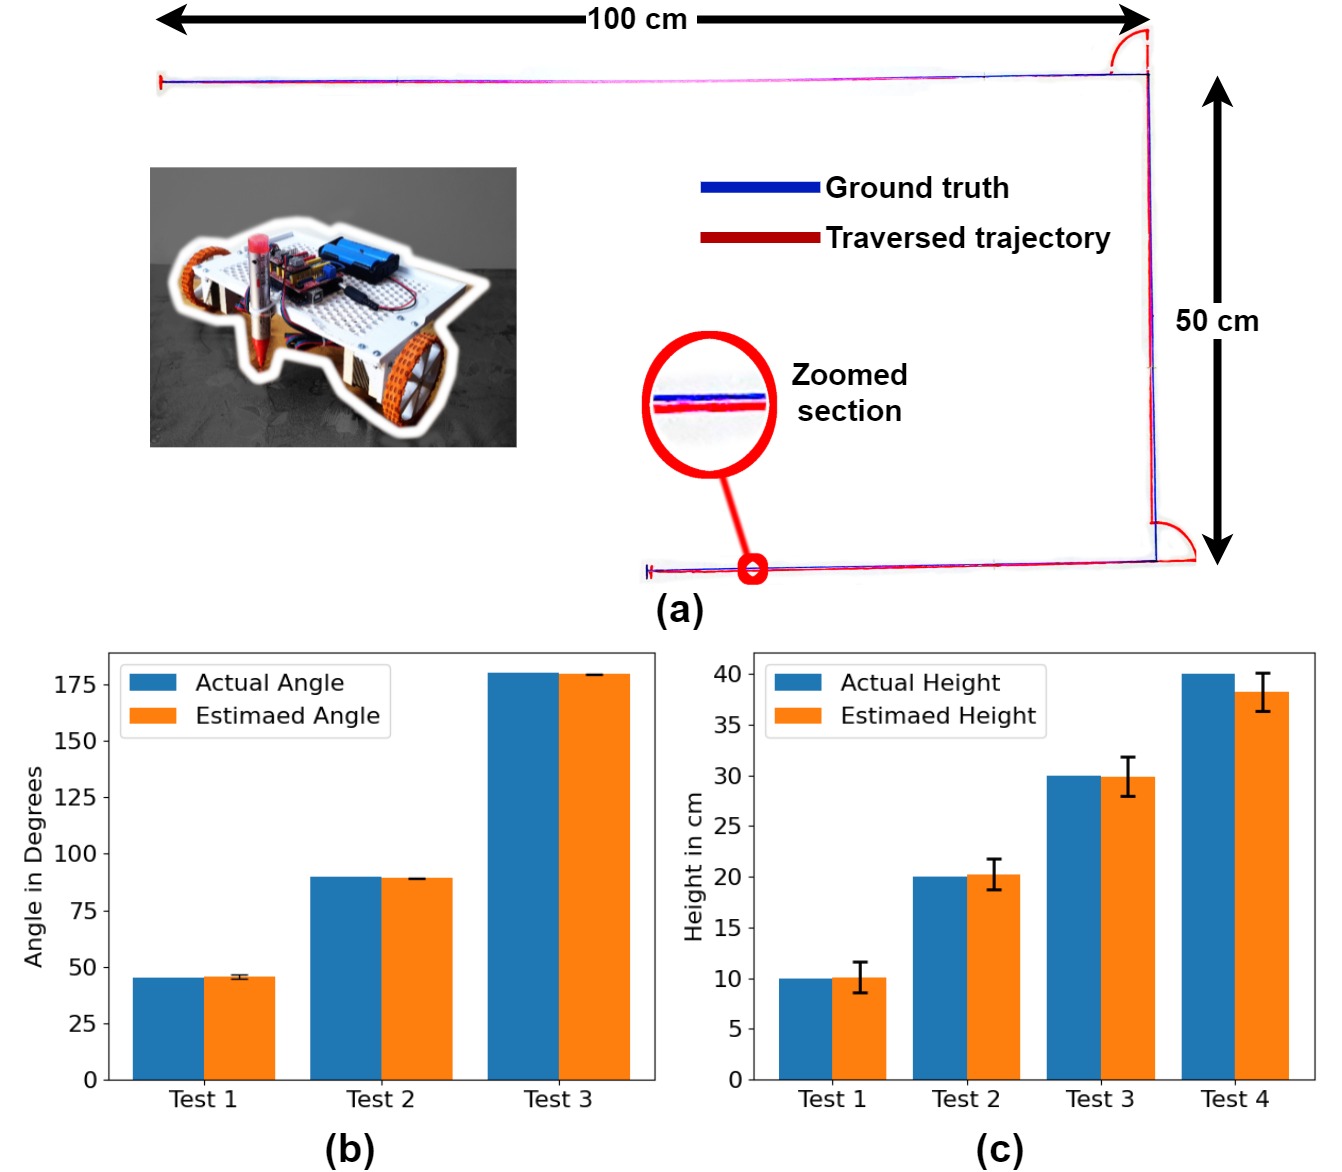 100 cm
Ground truth
Traversed trajectory
50 cm
Zoomed
section
(a)
Actual Angle
Estimaed Angle
Angle in Degrees
175
150
125
100
75
50
25
0
Test 1
Test 2
Test 3
(b)
Actual Height
Estimaed Height
Height in cm
40
35
30
25
20
15
10
5
0
Test 1
Test 2
Test 3
Test 4
(c)